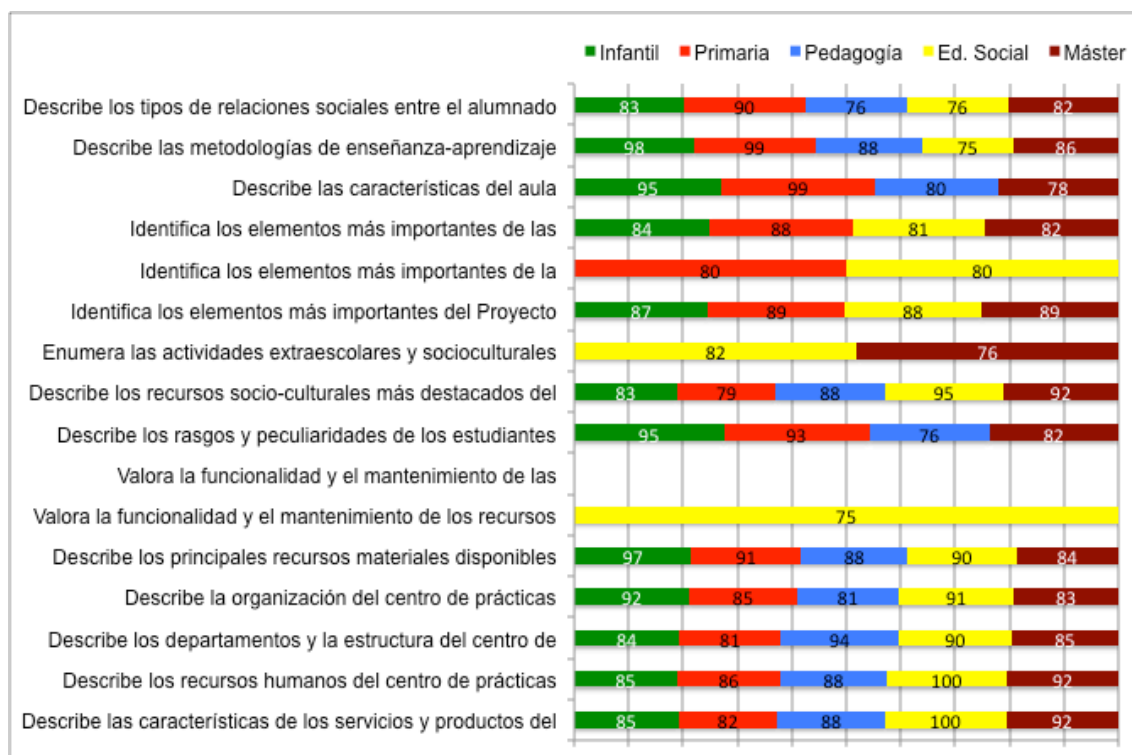 Infantil Primaria Pedagogía Ed. Social Máster
Describe los tipos de relaciones sociales entre el alumnado 83 90 76 76 82
Describe las metodologías de enseñanza-aprendizaje 98 99 88 75 86
Describe las características del aula 95 99 80 78
Identifica los elementos más importantes de las 84 88 81 82
Identifica los elementos más importantes de la 80 80
Identifica los elementos más importantes del Proyecto 87 89 88 89
Enumera las actividades extraescolares y socioculturales 82 76
Describe los recursos socio-culturales más destacados del 83 79 88 95 92
Describe los rasgos y peculiaridades de los estudiantes 95 93 76 82
Valora la funcionalidad y el mantenimiento de las
Valora la funcionalidad y el mantenimiento de los recursos 75
Describe los principales recursos materiales disponibles 97 91 88 90 84
Describe la organización del centro de prácticas 92 85 81 91 83
Describe los departamentos y la estructura del centro de 84 81 94 90 85
Describe los recursos humanos del centro de prácticas 85 86 88 100 92
Describe las características de los servicios y productos del 85 82 88 100 92